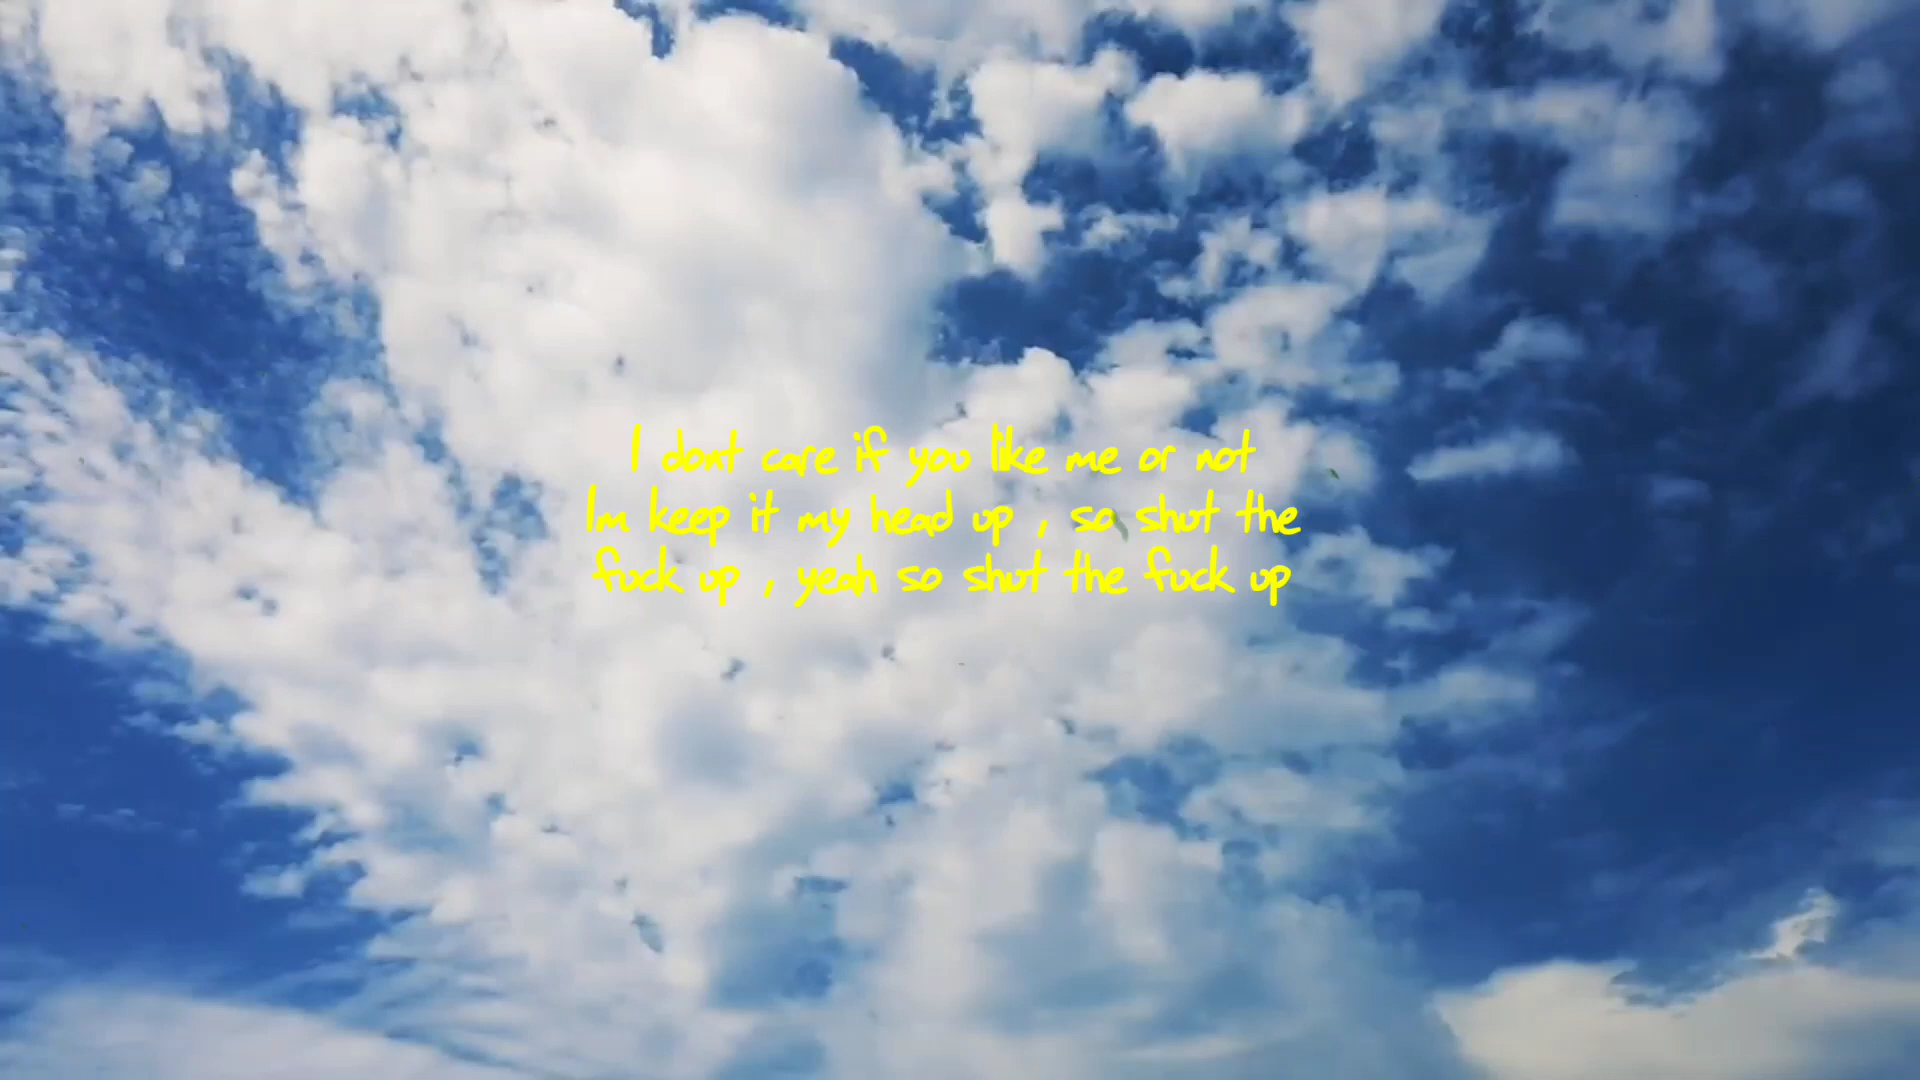 I dont care if you like me or not
Im keep it my head up , so shut the
fuck up , yeah so shut the fuck up